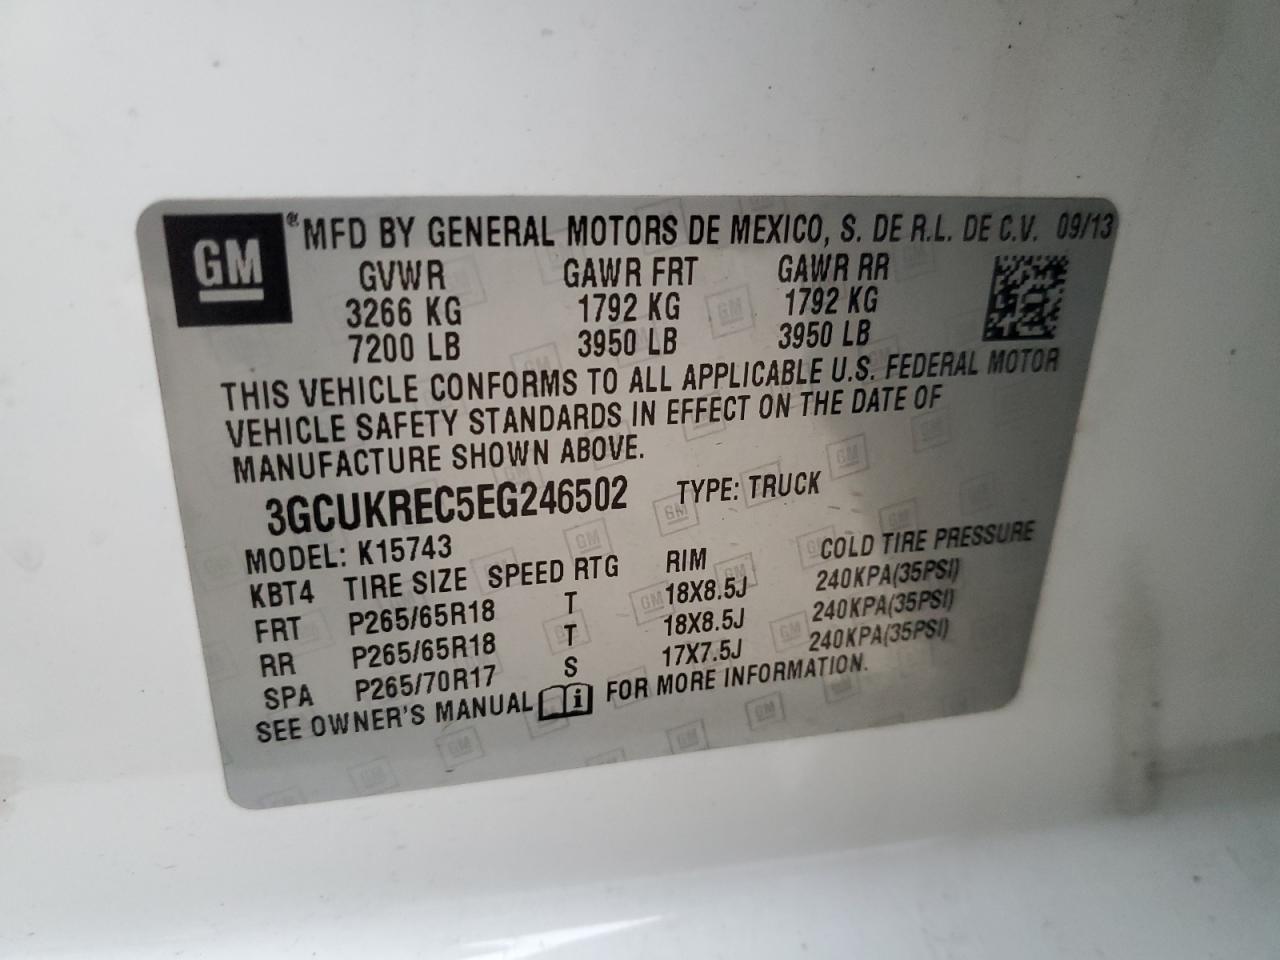 GM ® MFD BY GENERAL MOTORS DE MEXICO, S. DE R.L. DE C.V. 09/13
GVWR GAWR FRT GAWR RR
3266 KG 1792 KG 1792 KG
7200 LB 3950 LB 3950 LB
THIS VEHICLE CONFORMS TO ALL APPLICABLE U.S. FEDERAL MOTOR
VEHICLE SAFETY STANDARDS IN EFFECT ON THE DATE OF
MANUFACTURE SHOWN ABOVE.
3GCUKREC5EG246502 TYPE: TRUCK
MODEL: K15743
KBT4 TIRE SIZE SPEED RTG RIM COLD TIRE PRESSURE
FRT P265/65R18 T 18X8.5J 240KPA(35PSI)
RR P265/65R18 T 18X8.5J 240KPA(35PSI)
SPA P265/70R17 S 17X7.5J 240KPA(35PSI)
SEE OWNER'S MANUAL i FOR MORE INFORMATION.